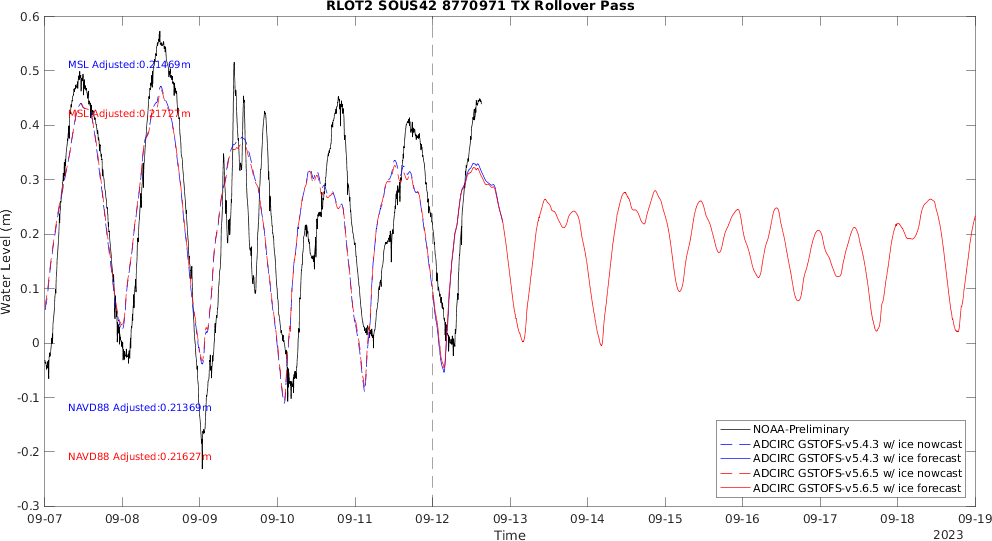 RLOT2 SOUS42 8770971 TX Rollover Pass
0.6
0.5
0.4
0.3
0.2
0.1
0
-0.1
-0.2
-0.3
Water Level (m)
MSL Adjusted:0.21469m
MSL Adjusted:0.21727m
NAVD88 Adjusted:0.21369m
NAVD88 Adjusted:0.21627m
NOAA-Preliminary
ADCIRC GSTOFS-v5.4.3 w/ ice nowcast
ADCIRC GSTOFS-v5.4.3 w/ ice forecast
ADCIRC GSTOFS-v5.6.5 w/ ice nowcast
ADCIRC GSTOFS-v5.6.5 w/ ice forecast
09-07 09-08 09-09 09-10 09-11 09-12 09-13 09-14 09-15 09-16 09-17 09-18 09-19
Time
2023